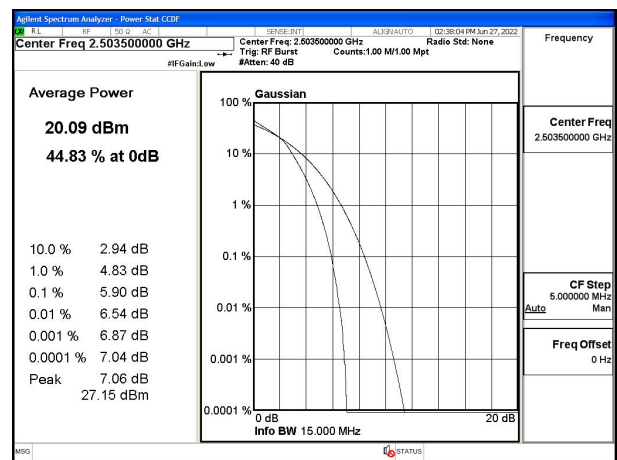 Agilent Spectrum Analyzer - Power Stat CCDF
RL RF 50 Ω AC SENSE:INT ALIGN AUTO 02:38:04 PM Jun 27, 2022
Center Freq 2.503500000 GHz
Center Freq: 2.503500000 GHz Radio Std: None
Trig: RF Burst Counts:1.00 M/1.00 Mpt
#IFGain:Low #Atten: 40 dB
Frequency
Average Power
20.09 dBm
44.83 % at 0dB
10.0 % 2.94 dB
1.0 % 4.83 dB
0.1 % 5.90 dB
0.01 % 6.54 dB
0.001 % 6.87 dB
0.0001 % 7.04 dB
Peak 7.06 dB
27.15 dBm
Gaussian
100 %
10 %
1 %
0.1 %
0.01 %
0.001 %
0.0001 %
0 dB 20 dB
Info BW 15.000 MHz
Center Freq
2.503500000 GHz
CF Step
5.000000 MHz
Auto Man
Freq Offset
0 Hz
MSG STATUS